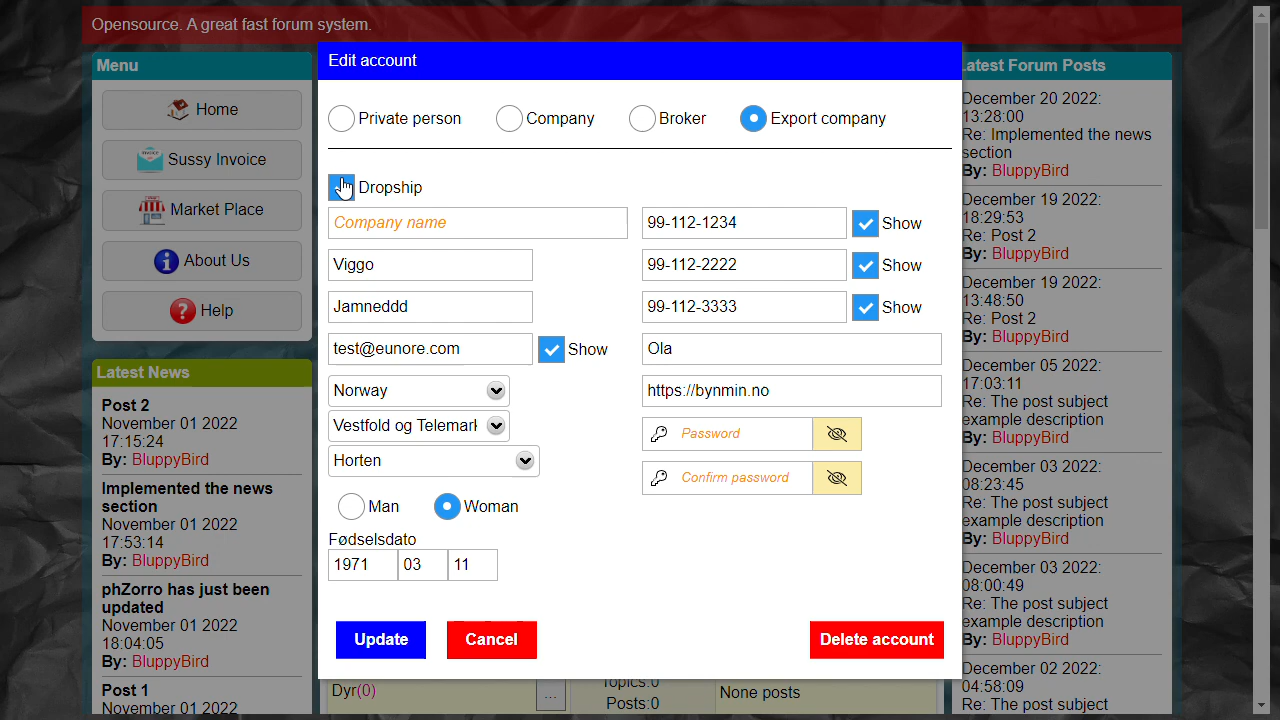 Opensource. A great fast forum system.
Menu
Home
Sussy Invoice
Market Place
About Us
Help
Latest News
Post 2
November 01 2022
17:15:24
By: BluppyBird
Implemented the news
section
November 01 2022
17:53:14
By: BluppyBird
phZorro has just been
updated
November 01 2022
18:04:05
By: BluppyBird
Post 1
November 01 2022
Edit account
Private person
Company
Broker
Export company
Dropship
Company name
99-112-1234
Show
Viggo
99-112-2222
Show
Jamneddd
99-112-3333
Show
test@eunore.com
Show
Ola
Norway
https://bynmin.no
Vestfold og Telemark
Password
Horten
Confirm password
Man
Woman
Fødselsdato
1971
03
11
Update
Cancel
Delete account
Dyr(0)
...
Topics:0
Posts:0
None posts
Latest Forum Posts
December 20 2022:
13:28:00
Re: Implemented the news
section
By: BluppyBird
December 19 2022:
18:29:53
Re: Post 2
By: BluppyBird
December 19 2022:
13:48:50
Re: Post 2
By: BluppyBird
December 05 2022:
17:03:11
Re: The post subject
example description
By: BluppyBird
December 03 2022:
08:23:45
Re: The post subject
example description
By: BluppyBird
December 03 2022:
08:00:49
Re: The post subject
example description
By: BluppyBird
December 02 2022:
04:58:09
Re: The post subject